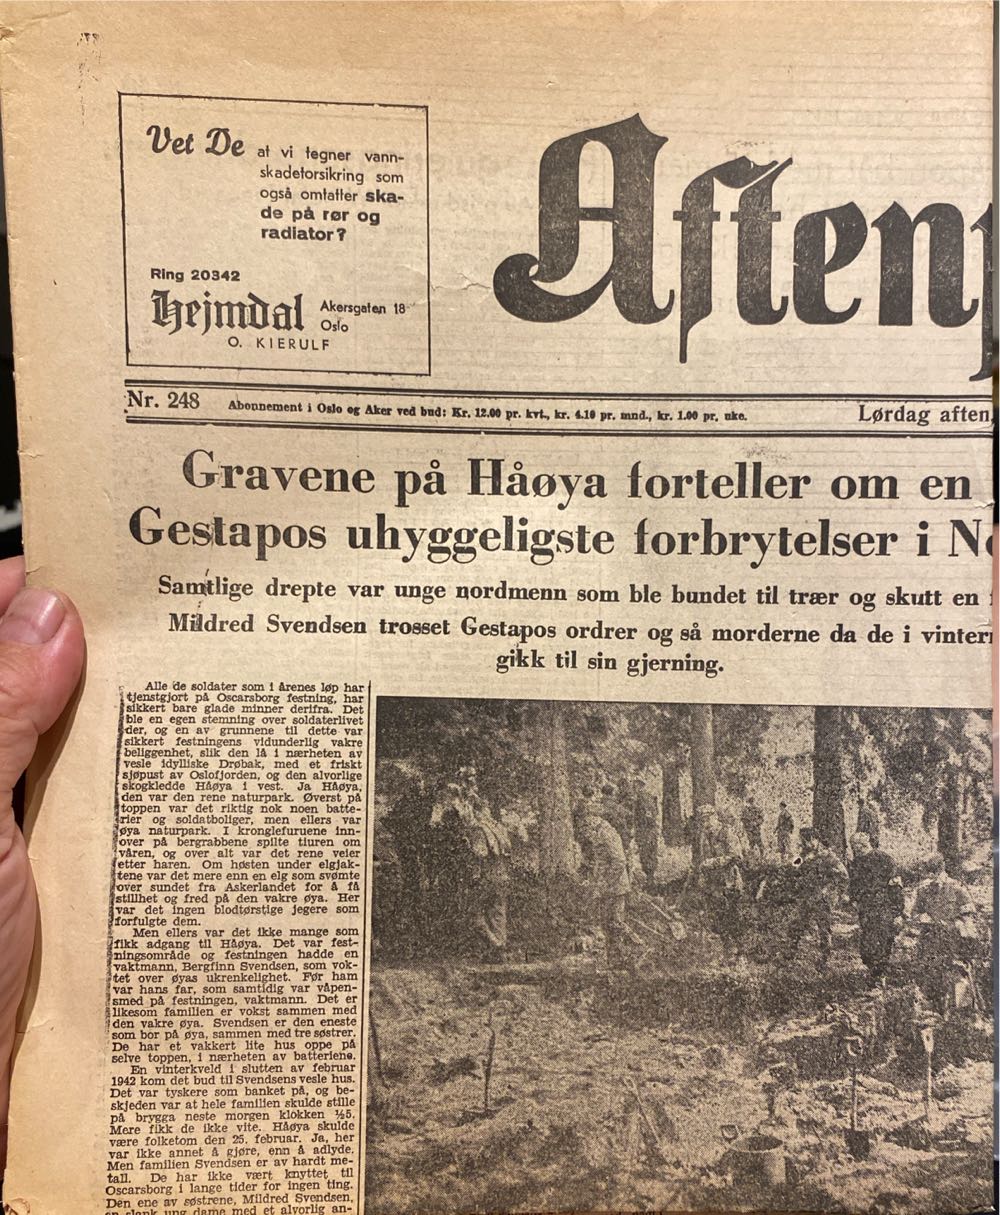 Vet De at vi tegner vann-
skadeforsikring som
også omfatter ska-
de på rør og
radiator?
Ring 20342
Hejmdal Akersgaten 18
Oslo
O. KIERULF
Aftenp
Nr. 248 Abonnement i Oslo og Aker ved bud: Kr. 12.00 pr. kvt., kr. 4.10 pr. mnd., kr. 1.00 pr. uke. Lørdag aften,
Gravene på Håøya forteller om en
Gestapos uhyggeligste forbrytelser i No
Samtlige drepte var unge nordmenn som ble bundet til trær og skutt en
Mildred Svendsen trosset Gestapos ordrer og så morderne da de i vintern
gikk til sin gjerning.
Alle de soldater som i årenes løp har
tjenstgjort på Oscarsborg festning, har
sikkert bare glade minner derifra. Det
ble en egen stemning over soldaterlivet
der, og en av grunnene til dette var
sikkert festningens vidunderlig vakre
beliggenhet, slik den lå i nærheten av
vesle idylliske Drøbak, med et friskt
sjøpust av Oslofjorden, og den alvorlige
skogkledde Håøya i vest. Ja Håøya,
den var den rene naturpark. Øverst på
toppen var det riktig nok noen batte-
rier og soldatboliger, men ellers var
øya naturpark. I kronglefuruene inn-
over på bergrabbene spilte tiuren om
våren, og over alt var det rene veier
etter haren. Om høsten under elgjak-
tene var det mere enn en elg som svømte
over sundet fra Askerlandet for å få
stillhet og fred på den vakre øya. Her
var det ingen blodtørstige jegere som
forfulgte dem.
Men ellers var det ikke mange som
fikk adgang til Håøya. Det var fest-
ningsområde og festningen hadde en
vaktmann, Bergfinn Svendsen, som vok-
tet over øyas ukrenkelighet. Før ham
var hans far, som samtidig var våpen-
smed på festningen, vaktmann. Det er
likesom familien er vokst sammen med
den vakre øya. Svendsen er den eneste
som bor på øya, sammen med tre søstrer.
De har et vakkert lite hus oppe på
selve toppen, i nærheten av batteriene.
En vinterkveld i slutten av februar
1942 kom det bud til Svendsens vesle hus.
Det var tyskere som banket på, og be-
skjeden var at hele familien skulde stille
på brygga neste morgen klokken ½5.
Mere fikk de ikke vite. Håøya skulde
være folketom den 25. februar. Ja, her
var ikke annet å gjøre, enn å adlyde.
Men familien Svendsen er av hardt me-
tall. De har ikke vært knyttet til
Oscarsborg i lange tider for ingen ting.
Den ene av søstrene, Mildred Svendsen,
en slank ung dame med et alvorlig an-